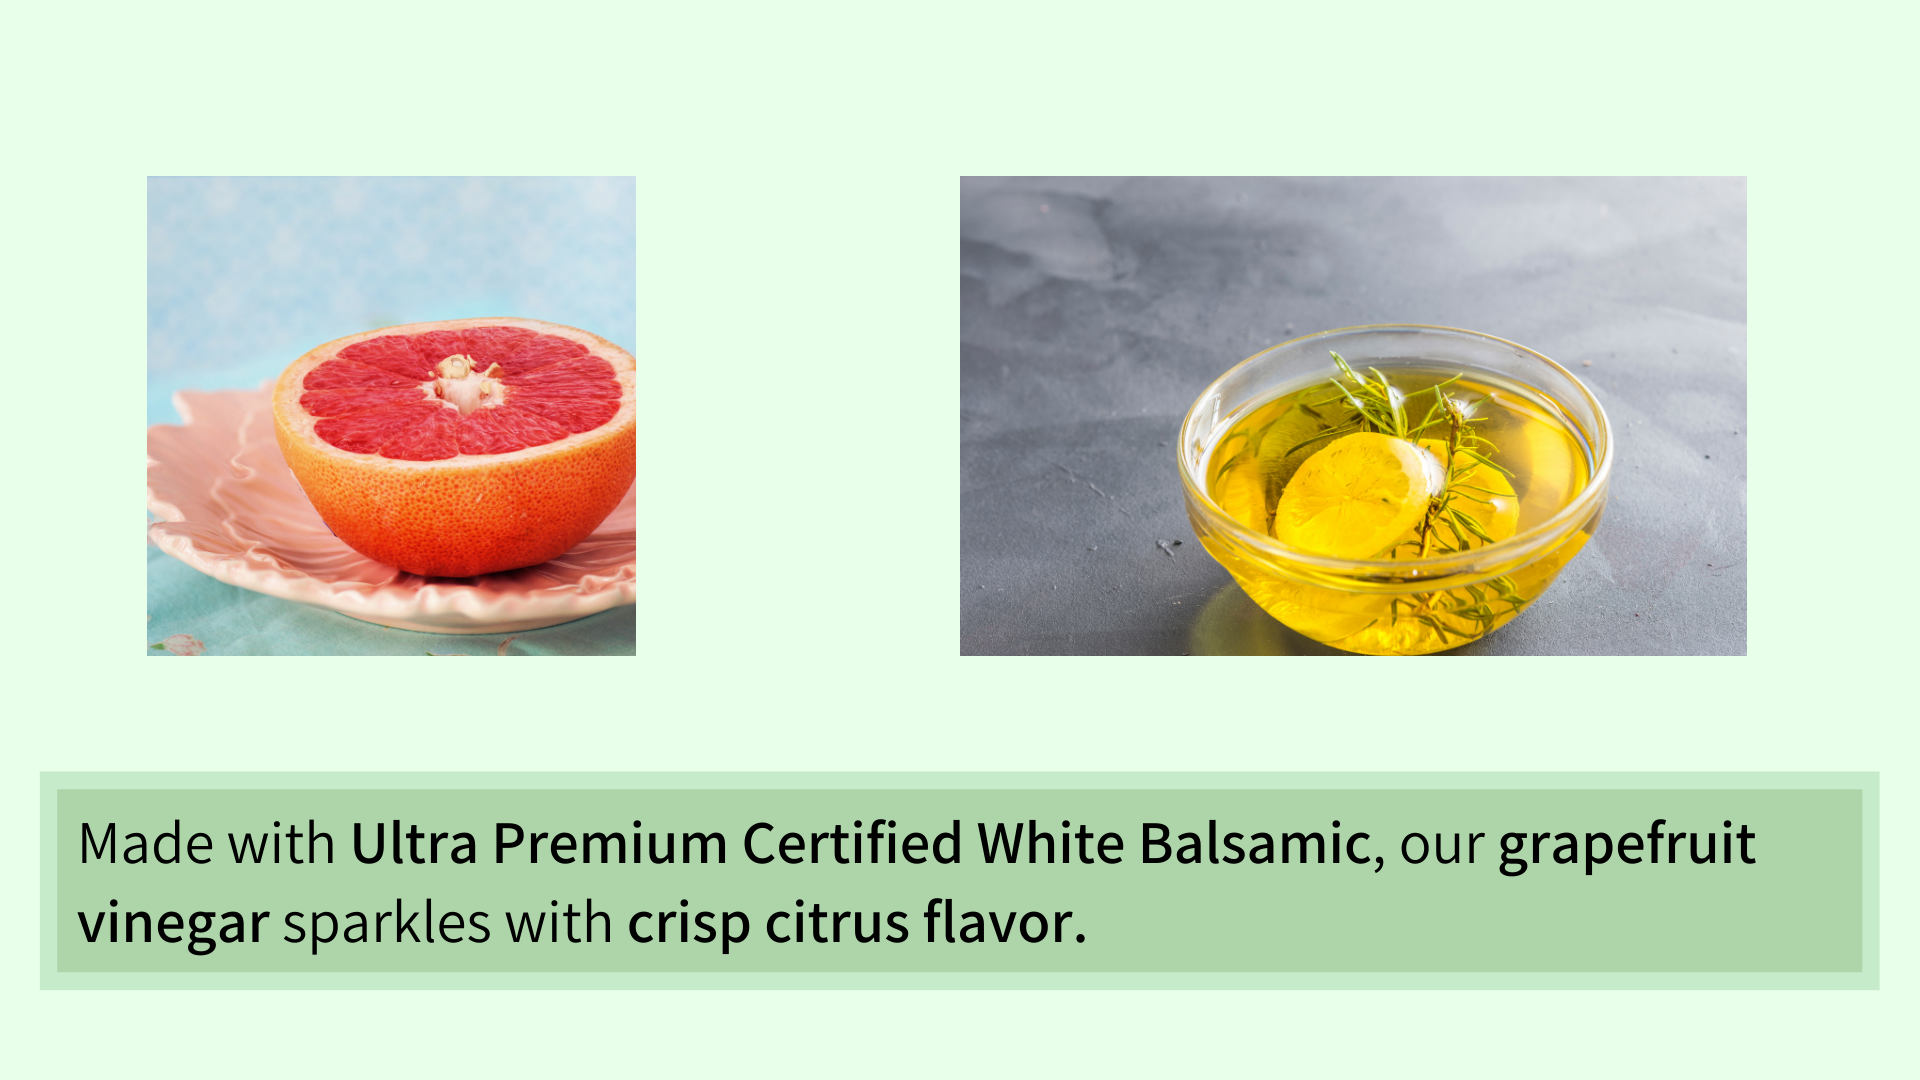 Made with Ultra Premium Certified White Balsamic, our grapefruit
vinegar sparkles with crisp citrus flavor.